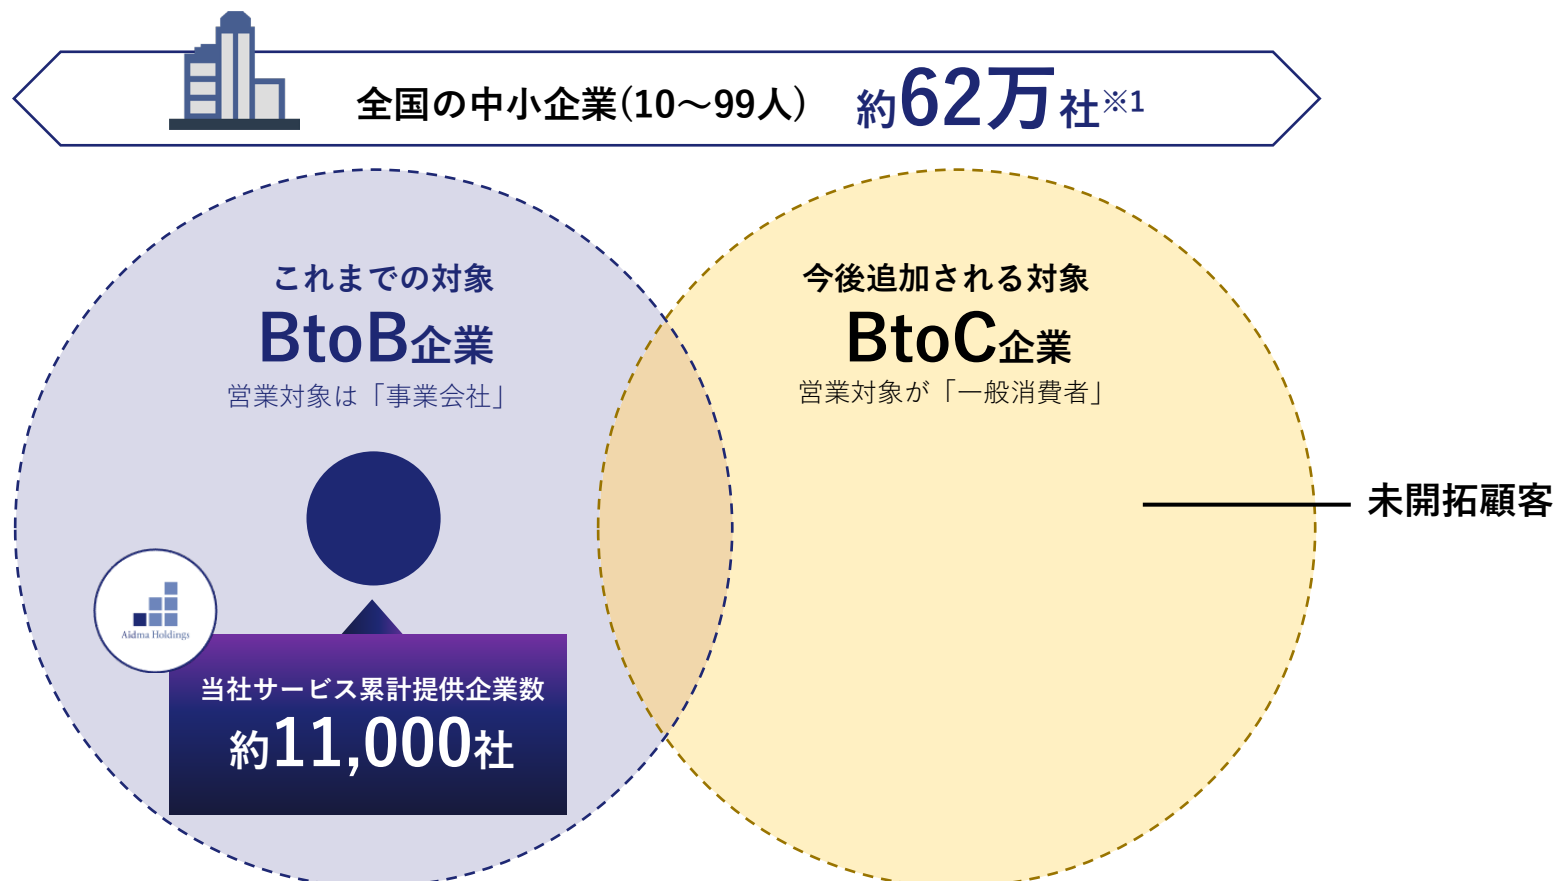 全国の中小企業(10～99人) 約62万社※1
これまでの対象
BtoB企業
営業対象は「事業会社」
今後追加される対象
BtoC企業
営業対象が「一般消費者」
未開拓顧客
Aidma Holdings
当社サービス累計提供企業数
約11,000社